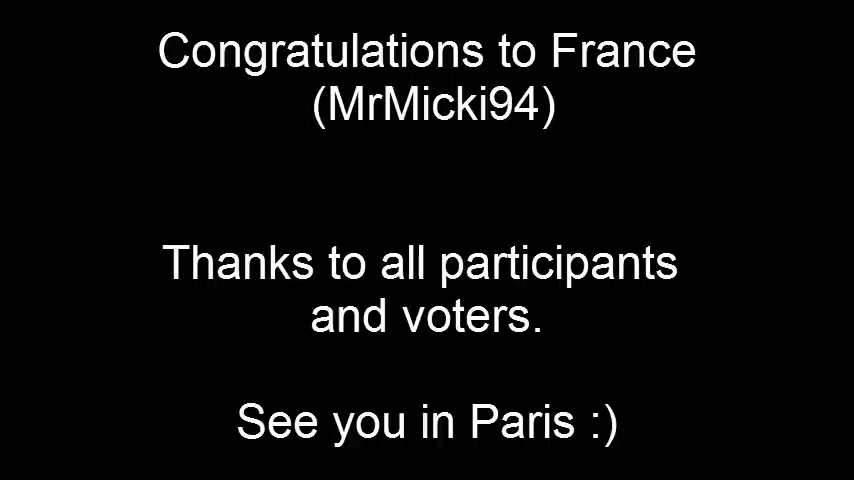 Congratulations to France
(MrMicki94)
Thanks to all participants
and voters.
See you in Paris :)